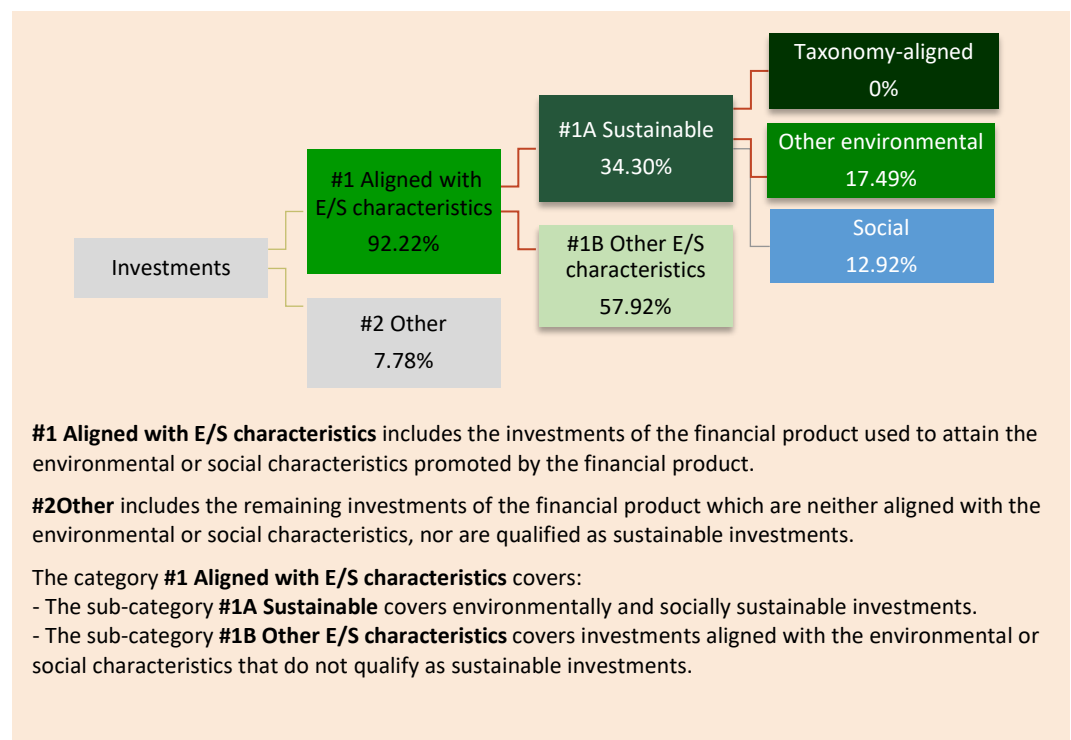 Taxonomy-aligned
0%
#1A Sustainable
34.30%
Other environmental
17.49%
#1 Aligned with
E/S characteristics
92.22%
Social
12.92%
Investments
#1B Other E/S
characteristics
57.92%
#2 Other
7.78%
#1 Aligned with E/S characteristics includes the investments of the financial product used to attain the
environmental or social characteristics promoted by the financial product.
#2Other includes the remaining investments of the financial product which are neither aligned with the
environmental or social characteristics, nor are qualified as sustainable investments.
The category #1 Aligned with E/S characteristics covers:
- The sub-category #1A Sustainable covers environmentally and socially sustainable investments.
- The sub-category #1B Other E/S characteristics covers investments aligned with the environmental or
social characteristics that do not qualify as sustainable investments.